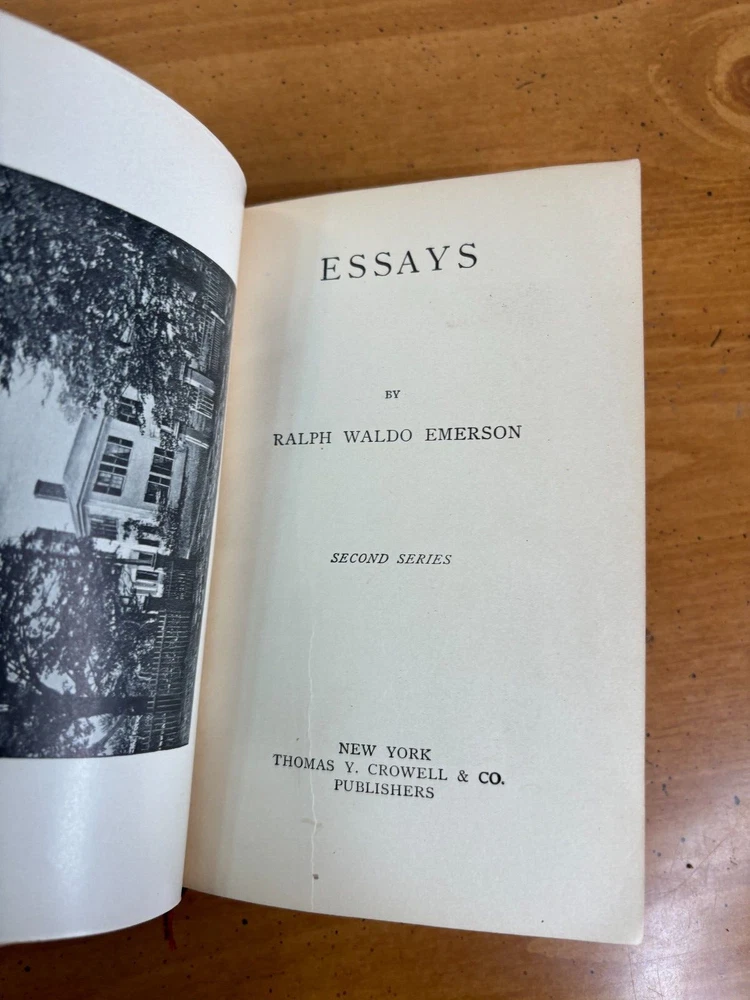 ESSAYS
BY
RALPH WALDO EMERSON
SECOND SERIES
NEW YORK
THOMAS Y. CROWELL & CO.
PUBLISHERS